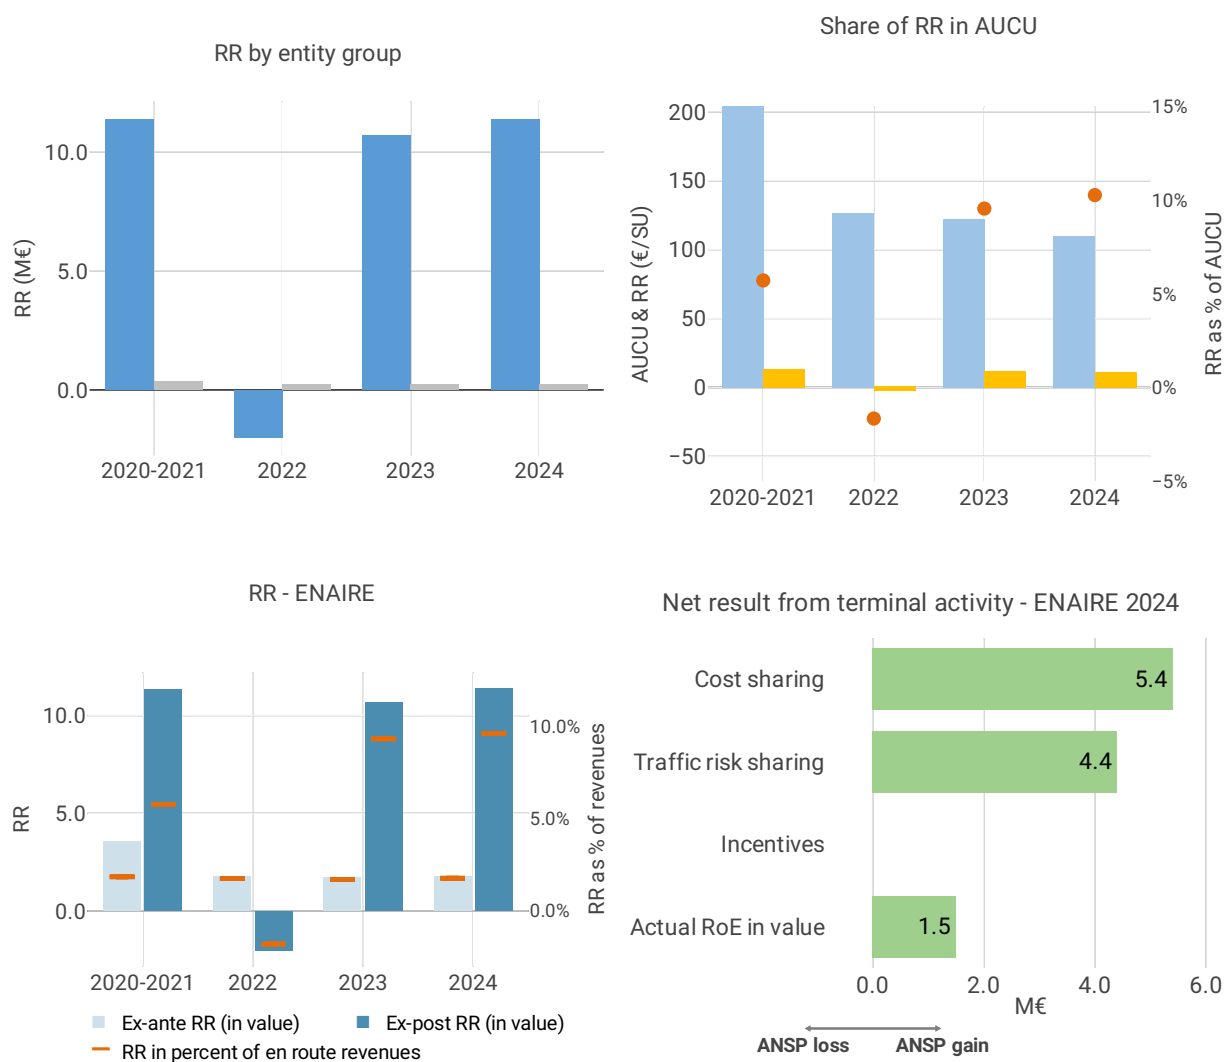 RR by entity group
RR (M€)
10.0
5.0
0.0
2020-2021 2022 2023 2024
Share of RR in AUCU
AUCU & RR (€/SU)
200
150
100
50
0
−50
15%
10%
5%
0%
−5%
RR as % of AUCU
2020-2021 2022 2023 2024
RR - ENAIRE
RR
10.0
5.0
0.0
10.0%
5.0%
0.0%
RR as % of revenues
2020-2021 2022 2023 2024
Ex-ante RR (in value) Ex-post RR (in value)
RR in percent of en route revenues
Net result from terminal activity - ENAIRE 2024
Cost sharing 5.4
Traffic risk sharing 4.4
Incentives
Actual RoE in value 1.5
0.0 2.0 4.0 6.0
M€
ANSP loss ANSP gain